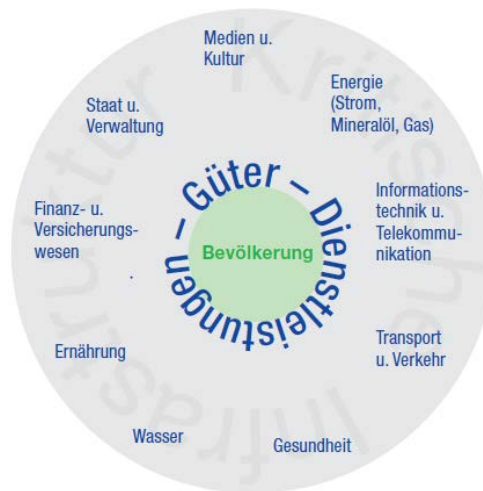 Kritische Infrastruktur
Medien u.
Kultur
Energie
(Strom,
Mineralöl, Gas)
Informations-
technik u.
Telekommu-
nikation
Transport
u. Verkehr
Gesundheit
Wasser
Ernährung
Finanz- u.
Versicherungs-
wesen
Staat u.
Verwaltung
– Güter – Dienstleistungen
Bevölkerung